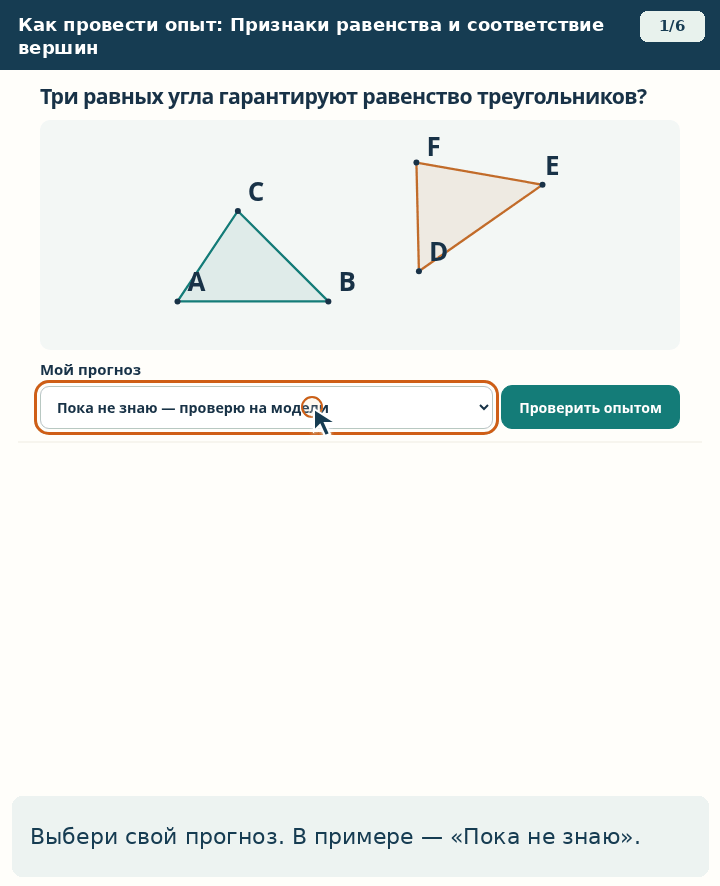 Как провести опыт: Признаки равенства и соответствие
вершин
1/6
Три равных угла гарантируют равенство треугольников?
F
E
C
D
A
B
Мой прогноз
Пока не знаю — проверю на модели
Проверить опытом
Выбери свой прогноз. В примере — «Пока не знаю».